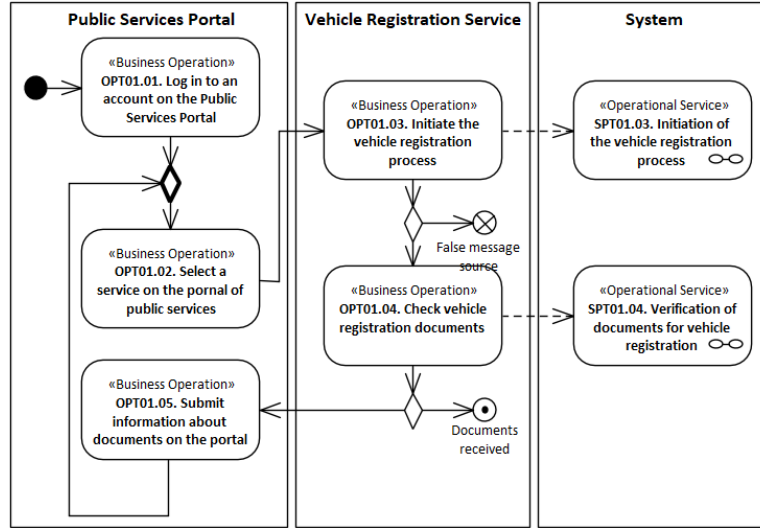 Public Services Portal
Vehicle Registration Service
System
«Business Operation»
OPT01.01. Log in to an
account on the Public
Services Portal
«Business Operation»
OPT01.03. Initiate the
vehicle registration
process
«Operational Service»
SPT01.03. Initiation of
the vehicle registration
process
False message
source
«Business Operation»
OPT01.02. Select a
service on the pornal of
public services
«Business Operation»
OPT01.04. Check vehicle
registration documents
«Operational Service»
SPT01.04. Verification of
documents for vehicle
registration
«Business Operation»
OPT01.05. Submit
information about
documents on the portal
Documents
received